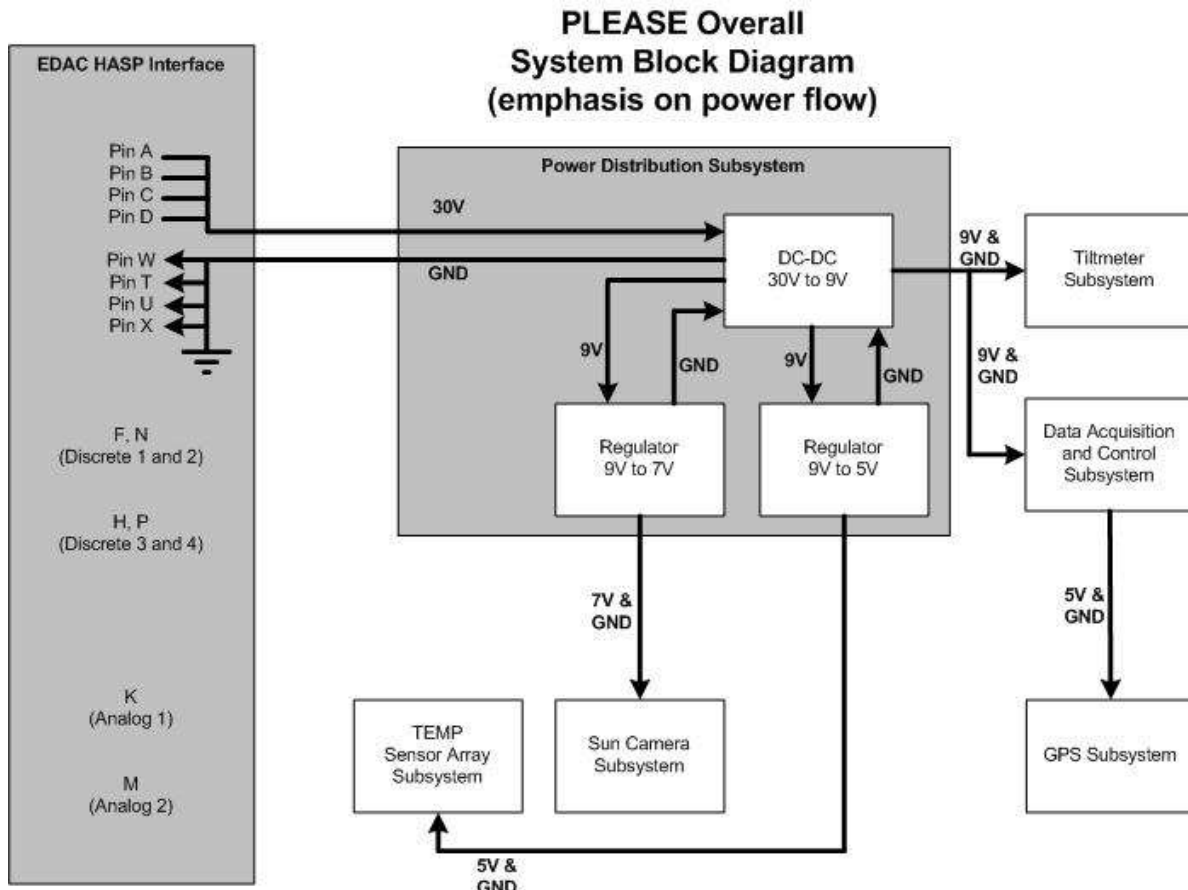 PLEASE Overall
System Block Diagram
(emphasis on power flow)
EDAC HASP Interface
Pin A
Pin B
Pin C
Pin D
Pin W
Pin T
Pin U
Pin X
F, N
(Discrete 1 and 2)
H, P
(Discrete 3 and 4)
K
(Analog 1)
M
(Analog 2)
Power Distribution Subsystem
30V
GND
DC-DC
30V to 9V
9V
GND
9V
GND
Regulator
9V to 7V
Regulator
9V to 5V
9V &
GND
Tiltmeter
Subsystem
9V &
GND
Data Acquisition
and Control
Subsystem
7V &
GND
5V &
GND
TEMP
Sensor Array
Subsystem
Sun Camera
Subsystem
GPS Subsystem
5V &
GND